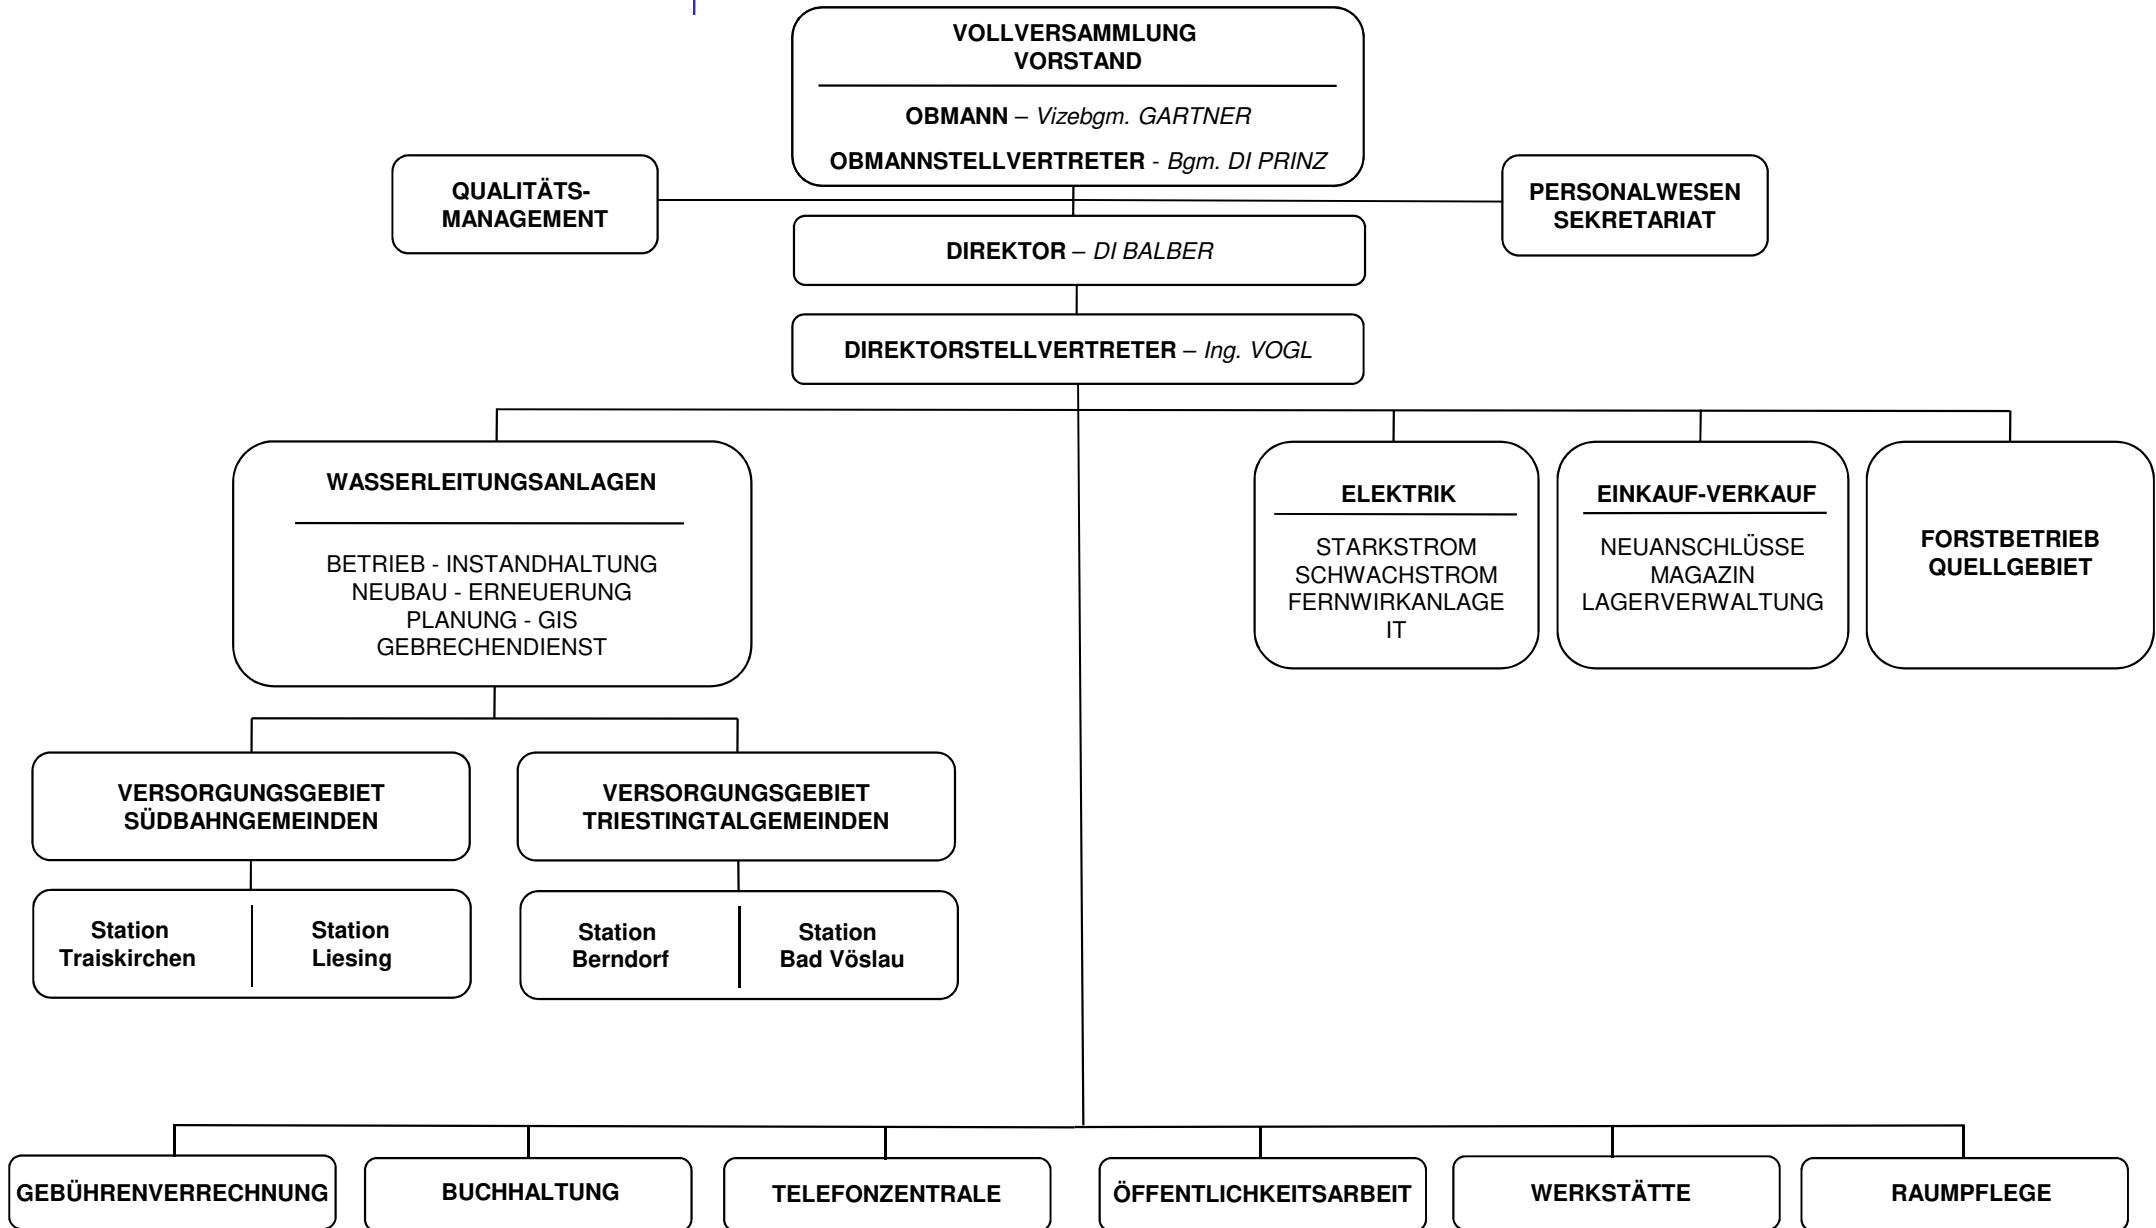 VOLLVERSAMMLUNG
VORSTAND
OBMANN – Vizebgm. GARTNER
OBMANNSTELLVERTRETER - Bgm. DI PRINZ
QUALITÄTS-
MANAGEMENT
PERSONALWESEN
SEKRETARIAT
DIREKTOR – DI BALBER
DIREKTORSTELLVERTRETER – Ing. VOGL
WASSERLEITUNGSANLAGEN
BETRIEB - INSTANDHALTUNG
NEUBAU - ERNEUERUNG
PLANUNG - GIS
GEBRECHENDIENST
ELEKTRIK
STARKSTROM
SCHWACHSTROM
FERNWIRKANLAGE
IT
EINKAUF-VERKAUF
NEUANSCHLÜSSE
MAGAZIN
LAGERVERWALTUNG
FORSTBETRIEB
QUELLGEBIET
VERSORGUNGSGEBIET
SÜDBAHNGEMEINDEN
VERSORGUNGSGEBIET
TRIESTINGTALGEMEINDEN
Station
Traiskirchen
Station
Liesing
Station
Berndorf
Station
Bad Vöslau
GEBÜHRENVERRECHNUNG
BUCHHALTUNG
TELEFONZENTRALE
ÖFFENTLICHKEITSARBEIT
WERKSTÄTTE
RAUMPFLEGE